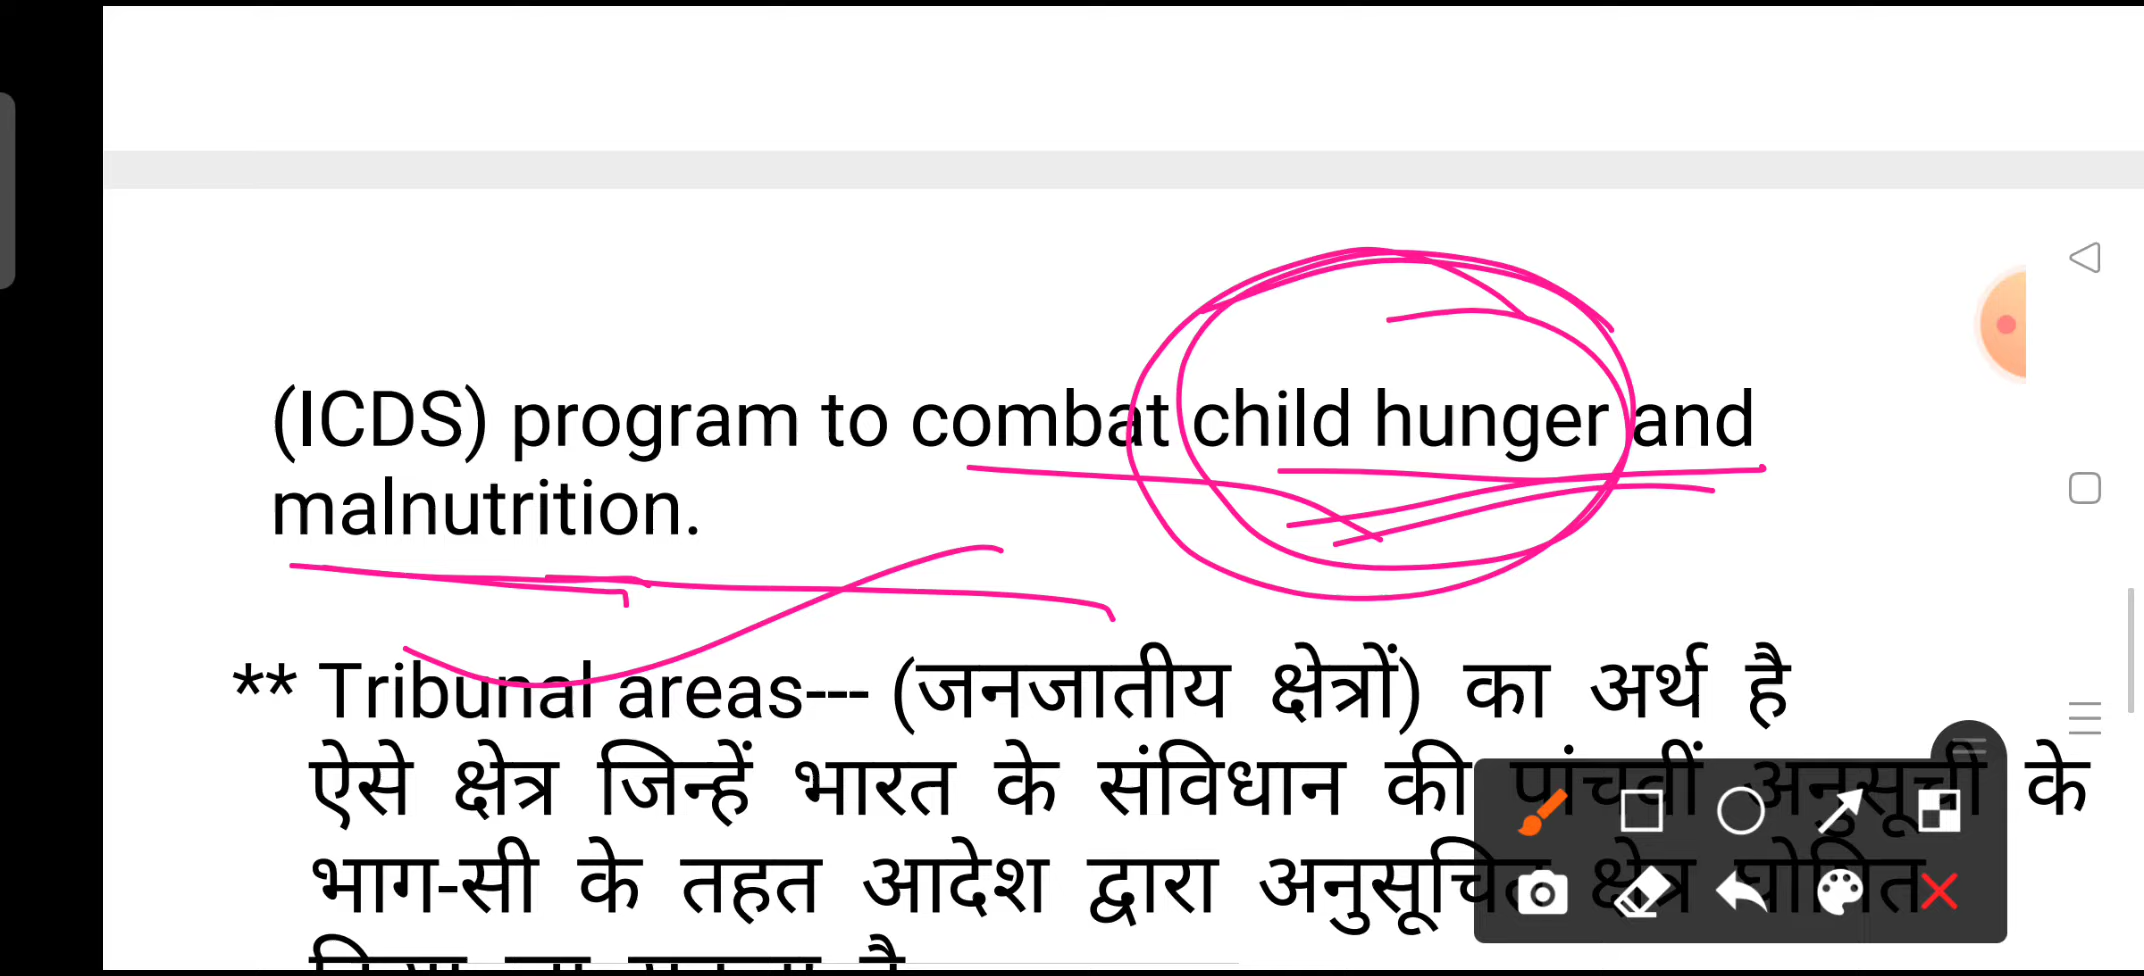 (ICDS) program to combat child hunger and
malnutrition.
** Tribunal areas--- (जनजातीय क्षेत्रों) का अर्थ है
ऐसे क्षेत्र जिन्हें भारत के संविधान की पांचवीं अनुसूची के
भाग-सी के तहत आदेश द्वारा अनुसूचित क्षेत्र घोषित